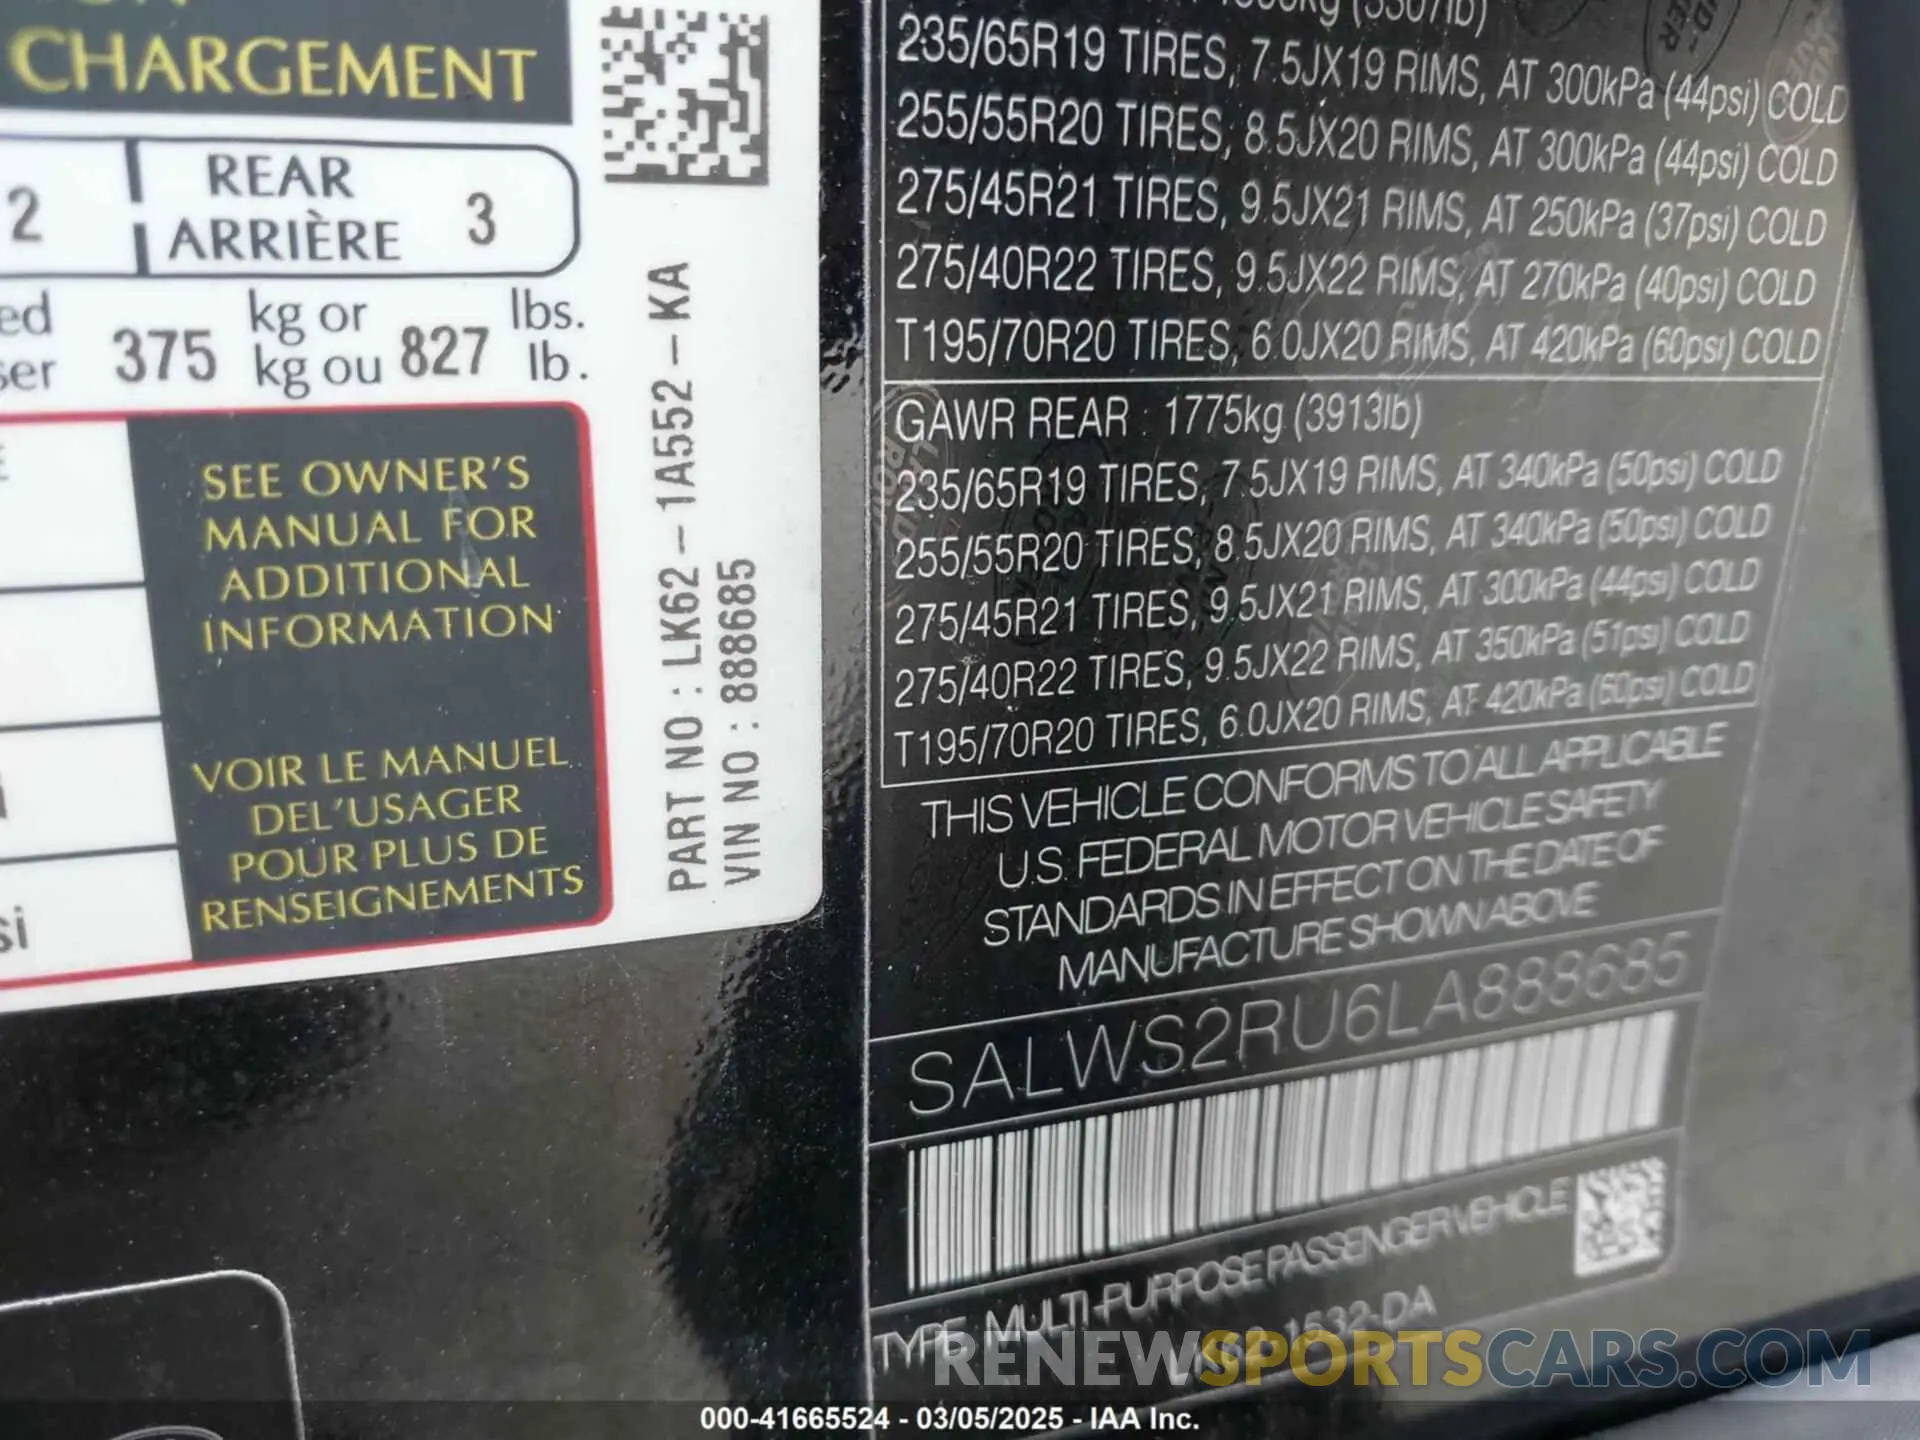 CHARGEMENT
2
REAR
ARRIÈRE 3
ed
ser 375 kg or
kg ou 827 lbs.
lb.
SEE OWNER'S
MANUAL FOR
ADDITIONAL
INFORMATION
VOIR LE MANUEL
DEL'USAGER
POUR PLUS DE
RENSEIGNEMENTS
si
PART NO : LK62 – 1A552 – KA
VIN NO : 888685
235/65R19 TIRES, 7.5JX19 RIMS, AT 300kPa (44psi) COLD
255/55R20 TIRES, 8.5JX20 RIMS, AT 300kPa (44psi) COLD
275/45R21 TIRES, 9.5JX21 RIMS, AT 250kPa (37psi) COLD
275/40R22 TIRES, 9.5JX22 RIMS, AT 270kPa (40psi) COLD
T195/70R20 TIRES, 6.0JX20 RIMS, AT 420kPa (60psi) COLD
GAWR REAR : 1775kg (3913lb)
235/65R19 TIRES, 7.5JX19 RIMS, AT 340kPa (50psi) COLD
255/55R20 TIRES, 8.5JX20 RIMS, AT 340kPa (50psi) COLD
275/45R21 TIRES, 9.5JX21 RIMS, AT 300kPa (44psi) COLD
275/40R22 TIRES, 9.5JX22 RIMS, AT 350kPa (51psi) COLD
T195/70R20 TIRES, 6.0JX20 RIMS, AT 420kPa (60psi) COLD
THIS VEHICLE CONFORMS TO ALL APPLICABLE
U.S. FEDERAL MOTOR VEHICLE SAFETY
STANDARDS IN EFFECT ON THE DATE OF
MANUFACTURE SHOWN ABOVE
SALWS2RU6LA888685
TYPE MULTI-PURPOSE PASSENGER VEHICLE
1532-DA
RENEWSPORTSCARS.COM
000-41665524 - 03/05/2025 - IAA Inc.